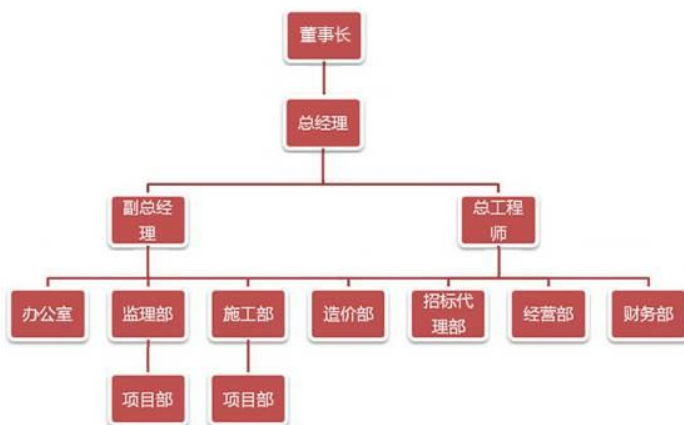 董事长
总经理
副总经
理
总工程
师
办公室
监理部
施工部
造价部
招标代
理部
经营部
财务部
项目部
项目部